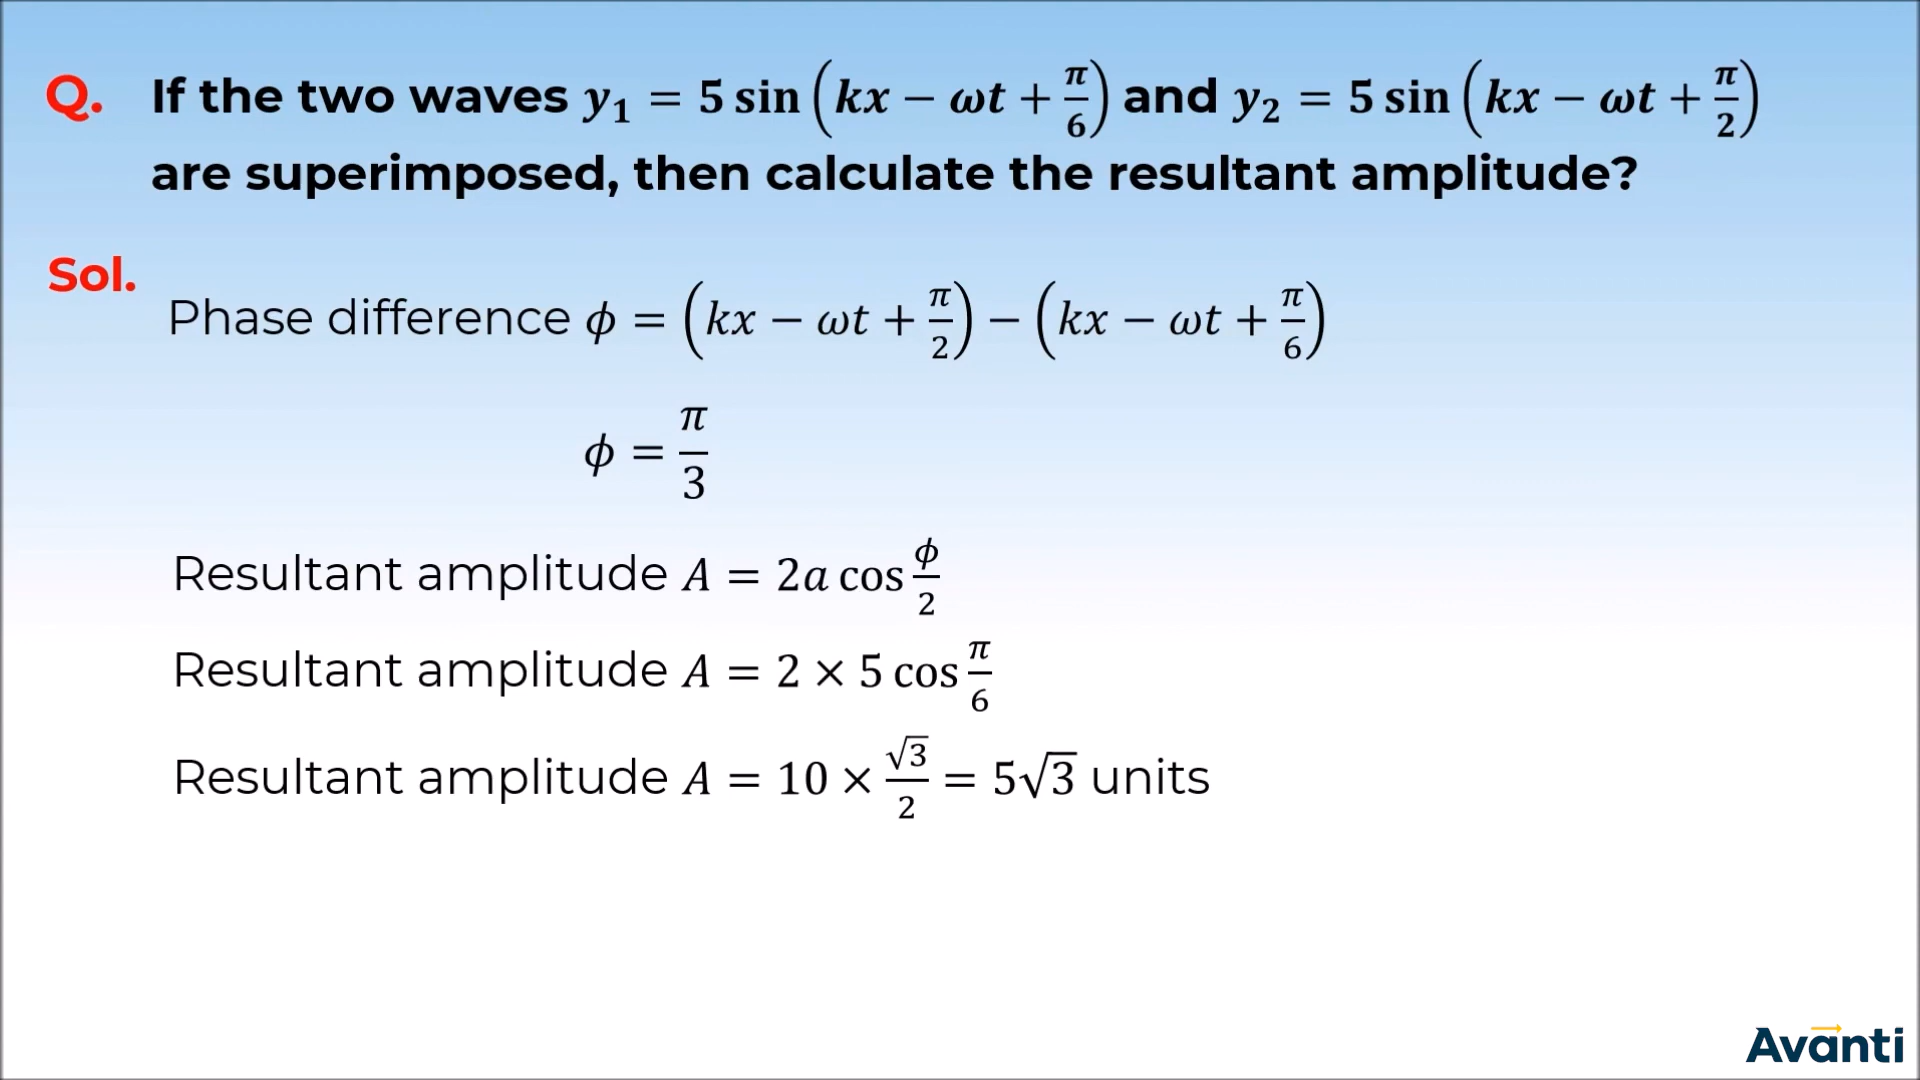 Q. If the two waves y₁ = 5 sin (kx − ωt + π/6) and y₂ = 5 sin (kx − ωt + π/2)
are superimposed, then calculate the resultant amplitude?
Sol.
Phase difference ϕ = (kx − ωt + π/2) − (kx − ωt + π/6)
ϕ = π/3
Resultant amplitude A = 2a cos ϕ/2
Resultant amplitude A = 2 × 5 cos π/6
Resultant amplitude A = 10 × √3/2 = 5√3 units
Avanti